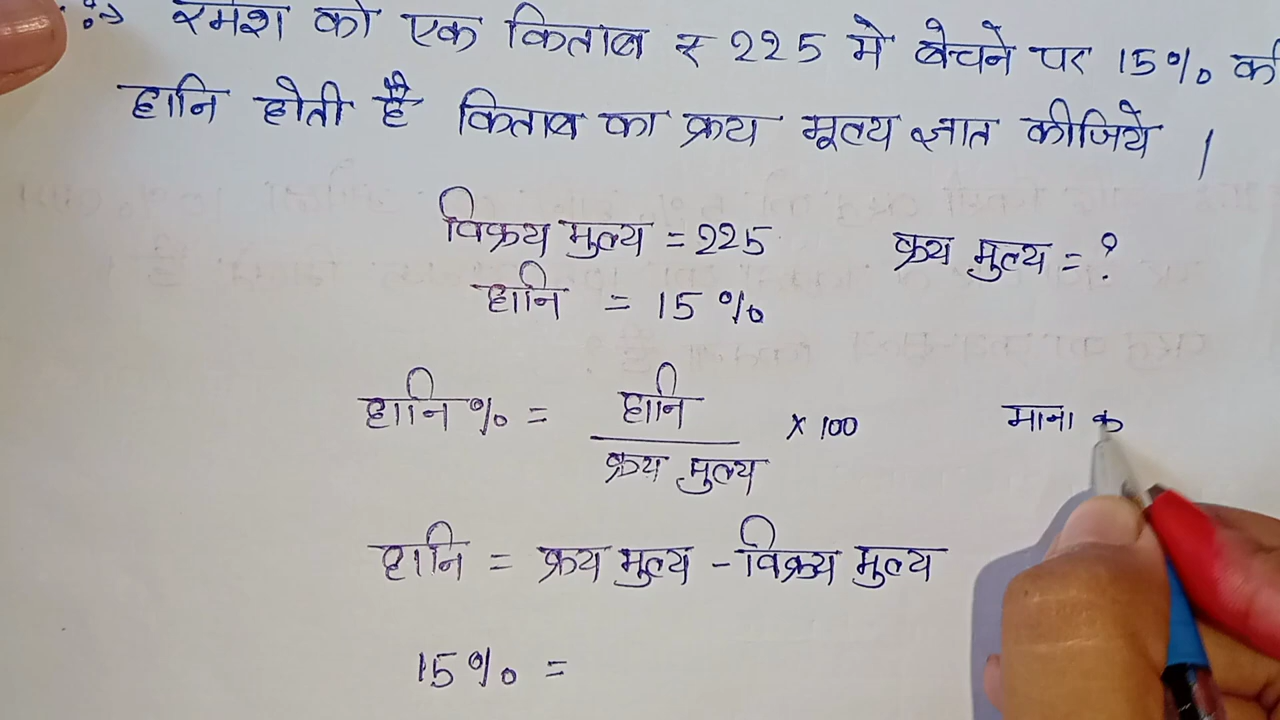 रमेश को एक किताब ₹ 225 मे बेचने पर 15% की
हानि होती है किताब का क्रय मूल्य ज्ञात कीजिये |
विक्रय मुल्य = 225 क्रय मुल्य = ?
हानि = 15 %
हानि % = हानि / क्रय मुल्य × 100 माना क
हानि = क्रय मुल्य - विक्रय मुल्य
15% =